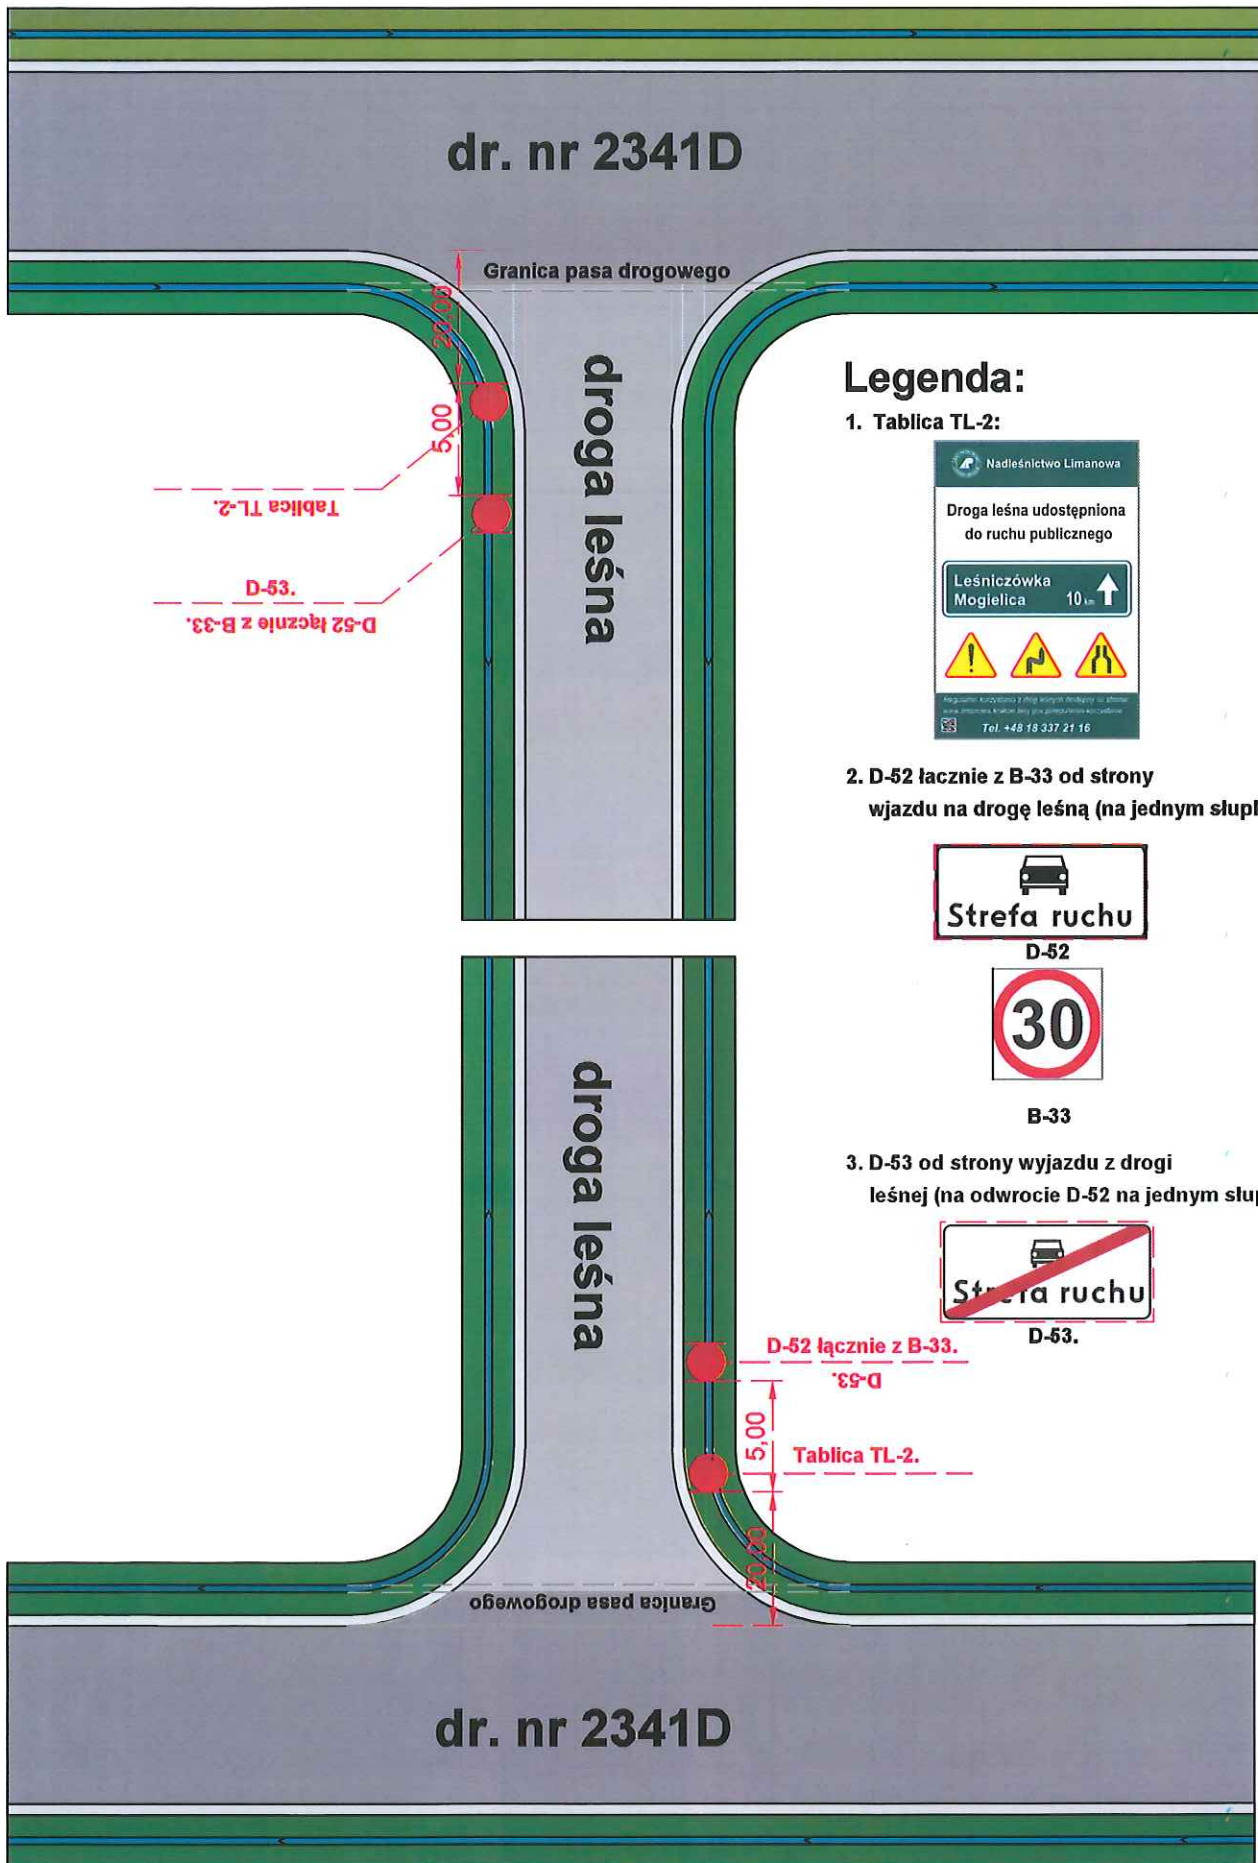 dr. nr 2341D
Granica pasa drogowego
20,00
5,00
droga leśna
Tablica TL-2.
D-53.
D-52 łącznie z B-33.
Legenda:
1. Tablica TL-2:
Nadleśnictwo Limanowa
Droga leśna udostępniona
do ruchu publicznego
Leśniczówka
Mogielica 10 km
Tel. +48 18 337 21 16
2. D-52 łacznie z B-33 od strony
wjazdu na drogę leśną (na jednym słupk
Strefa ruchu
D-52
30
B-33
3. D-53 od strony wyjazdu z drogi
leśnej (na odwrocie D-52 na jednym słup
Strefa ruchu
D-53.
droga leśna
D-52 łącznie z B-33.
D-53.
5,00
Tablica TL-2.
20,00
Granica pasa drogowego
dr. nr 2341D